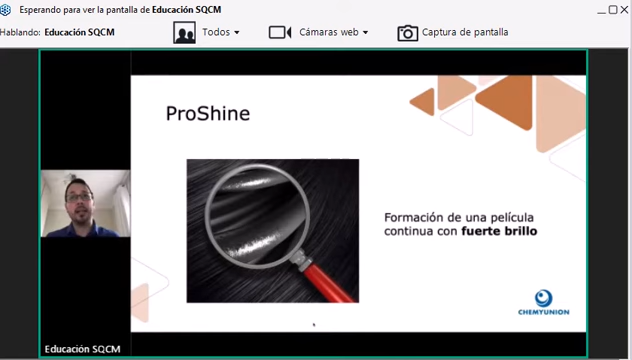 Esperando para ver la pantalla de Educación SQCM
Hablando: Educación SQCM
Todos
Cámaras web
Captura de pantalla
ProShine
Formación de una película
continua con fuerte brillo
CHEMYUNION
Educación SQCM